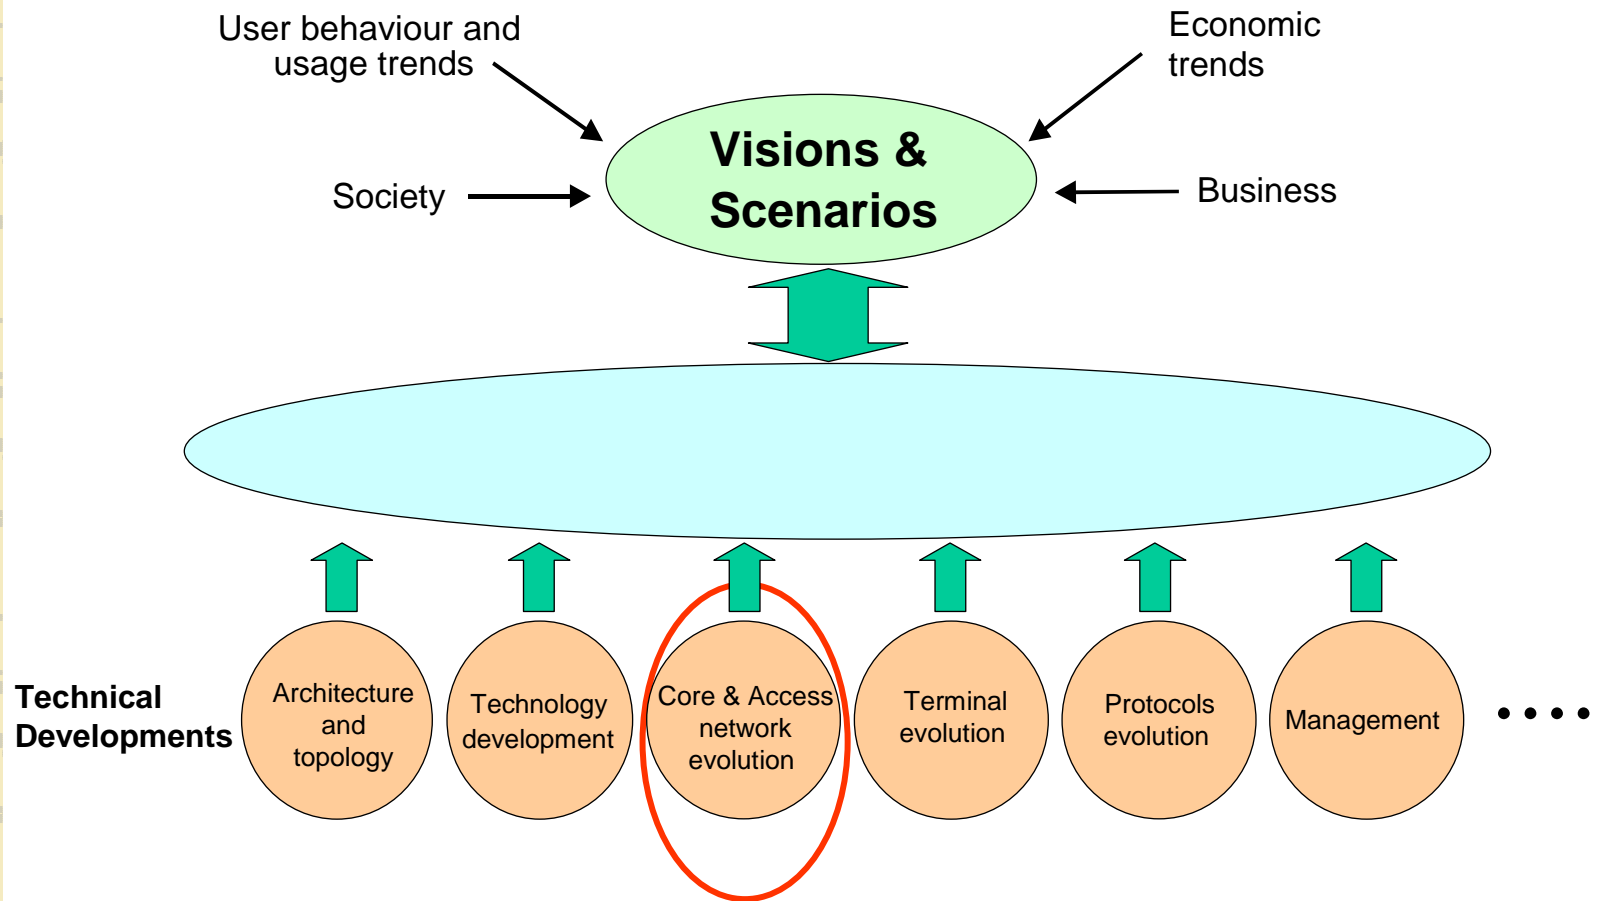 User behaviour and
usage trends
Economic
trends
Visions &
Scenarios
Society
Business
Technical
Developments
Architecture
and
topology
Technology
development
Core & Access
network
evolution
Terminal
evolution
Protocols
evolution
Management